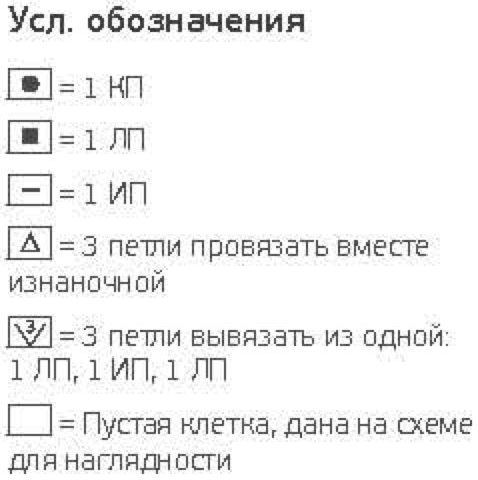 Усл. обозначения
= 1 КП
= 1 ЛП
= 1 ИП
= 3 петли провязать вместе
изнаночной
3 = 3 петли вывязать из одной:
1 ЛП, 1 ИП, 1 ЛП
= Пустая клетка, дана на схеме
для наглядности